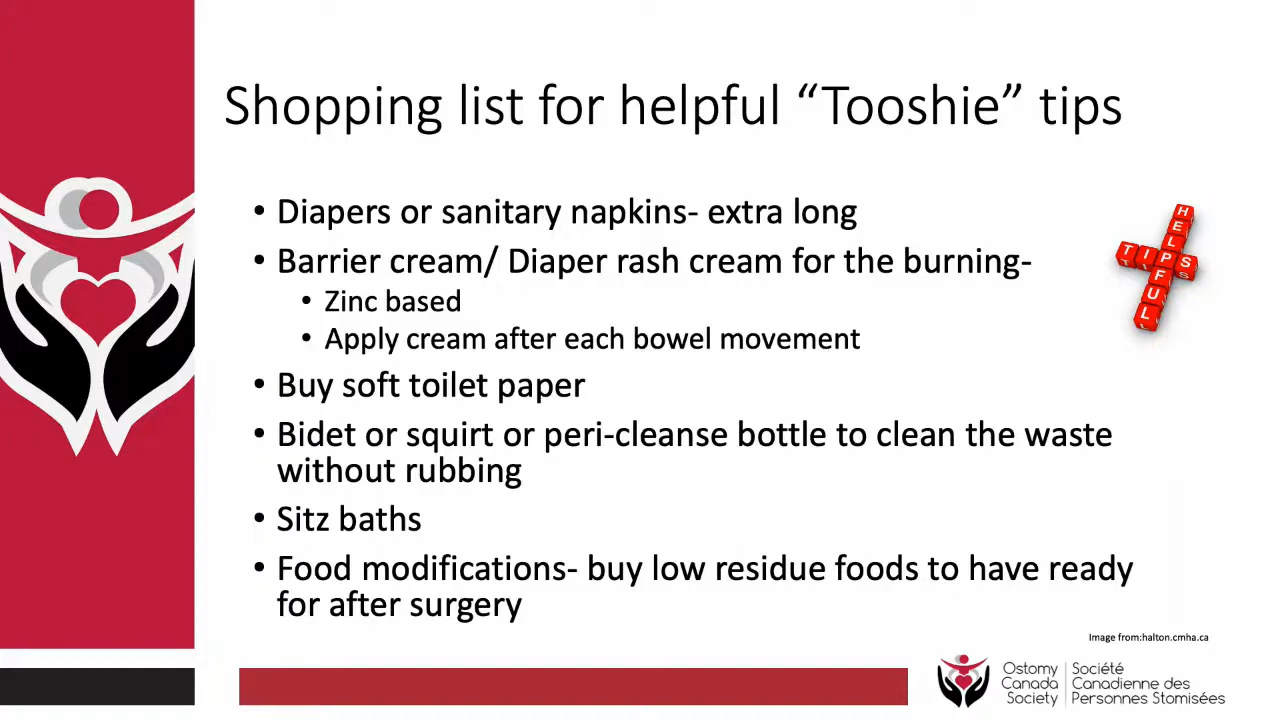 Shopping list for helpful “Tooshie” tips
• Diapers or sanitary napkins- extra long
• Barrier cream/ Diaper rash cream for the burning-
• Zinc based
• Apply cream after each bowel movement
• Buy soft toilet paper
• Bidet or squirt or peri-cleanse bottle to clean the waste
without rubbing
• Sitz baths
• Food modifications- buy low residue foods to have ready
for after surgery
HELPFUL
TIPS
Image from:halton.cmha.ca
Ostomy
Canada
Society
Société
Canadienne des
Personnes Stomisées